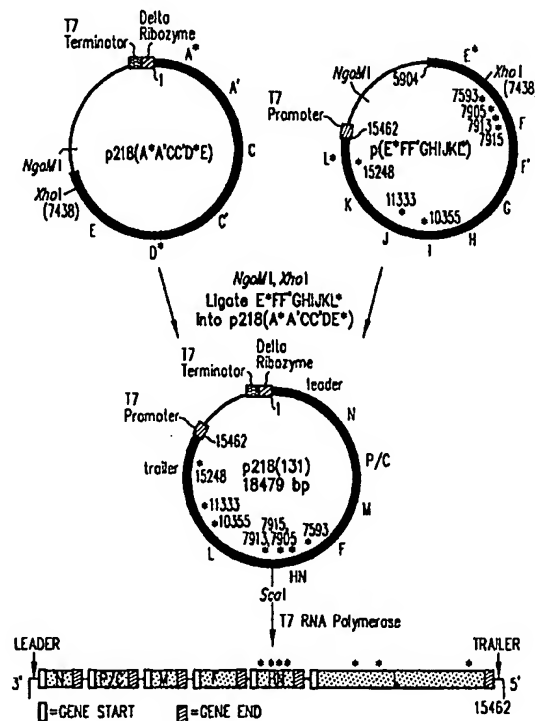 T7
Terminator
Delta
Ribozyme
1
A*
A'
C
C'
D*
E
XhoI
(7438)
NgoMI
p218(A*A'CC'D*E)
E*
XhoI
(7438)
5904
NgoMI
T7
Promoter
15462
7593
7905
7913
7915
F
F'
G
H
I
J
K
L*
15248
11333
10355
p(E*FF'GHIJKL*)
NgoMI, XhoI
Ligate E*FF'GHIJKL*
into p218(A*A'CC'DE*)
T7
Terminator
Delta
Ribozyme
1
leader
N
P/C
M
F
HN
L
trailer
T7
Promoter
15462
p218(131)
18479 bp
15248
11333
10355
7915,
7913,
7905
7593
ScaI
T7 RNA Polymerase
LEADER
TRAILER
3'
N
P/C
M
F
HN
L
5'
15462
=GENE START
=GENE END